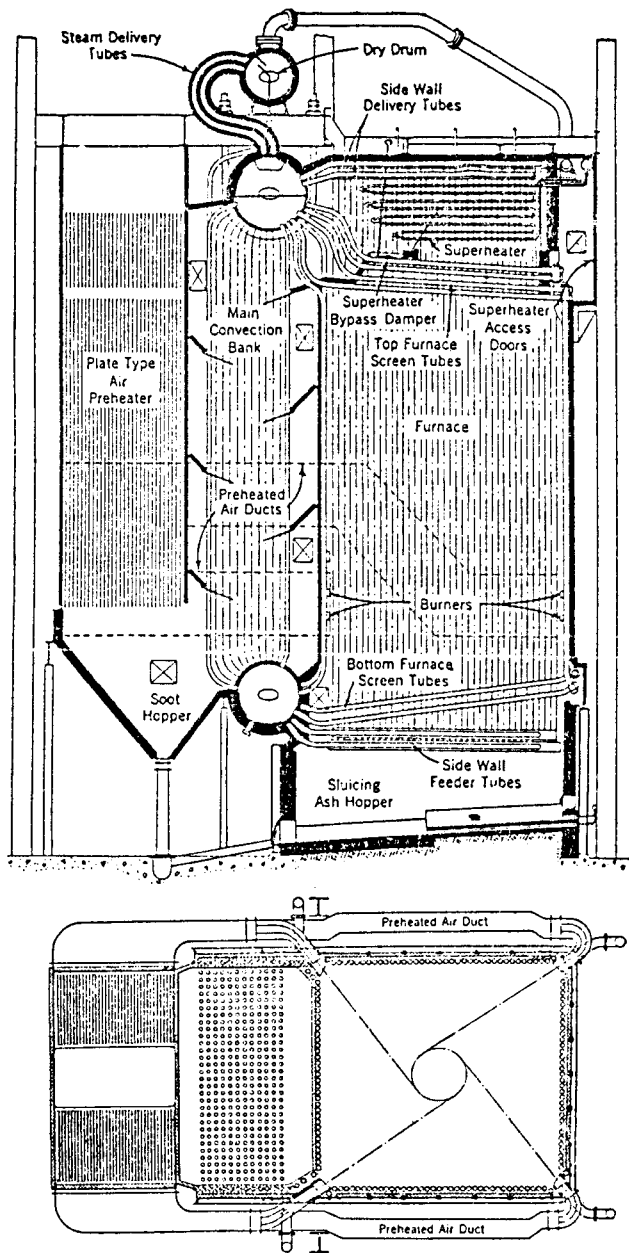 Steam Delivery
Tubes
Dry Drum
Side Wall
Delivery Tubes
Superheater
Main
Convection
Bank
Superheater
Bypass Damper
Superheater
Access
Doors
Top Furnace
Screen Tubes
Plate Type
Air
Preheater
Furnace
Preheated
Air Ducts
Burners
Bottom Furnace
Screen Tubes
Soot
Hopper
Side Wall
Feeder Tubes
Sluicing
Ash Hopper
Preheated Air Duct
Preheated Air Duct